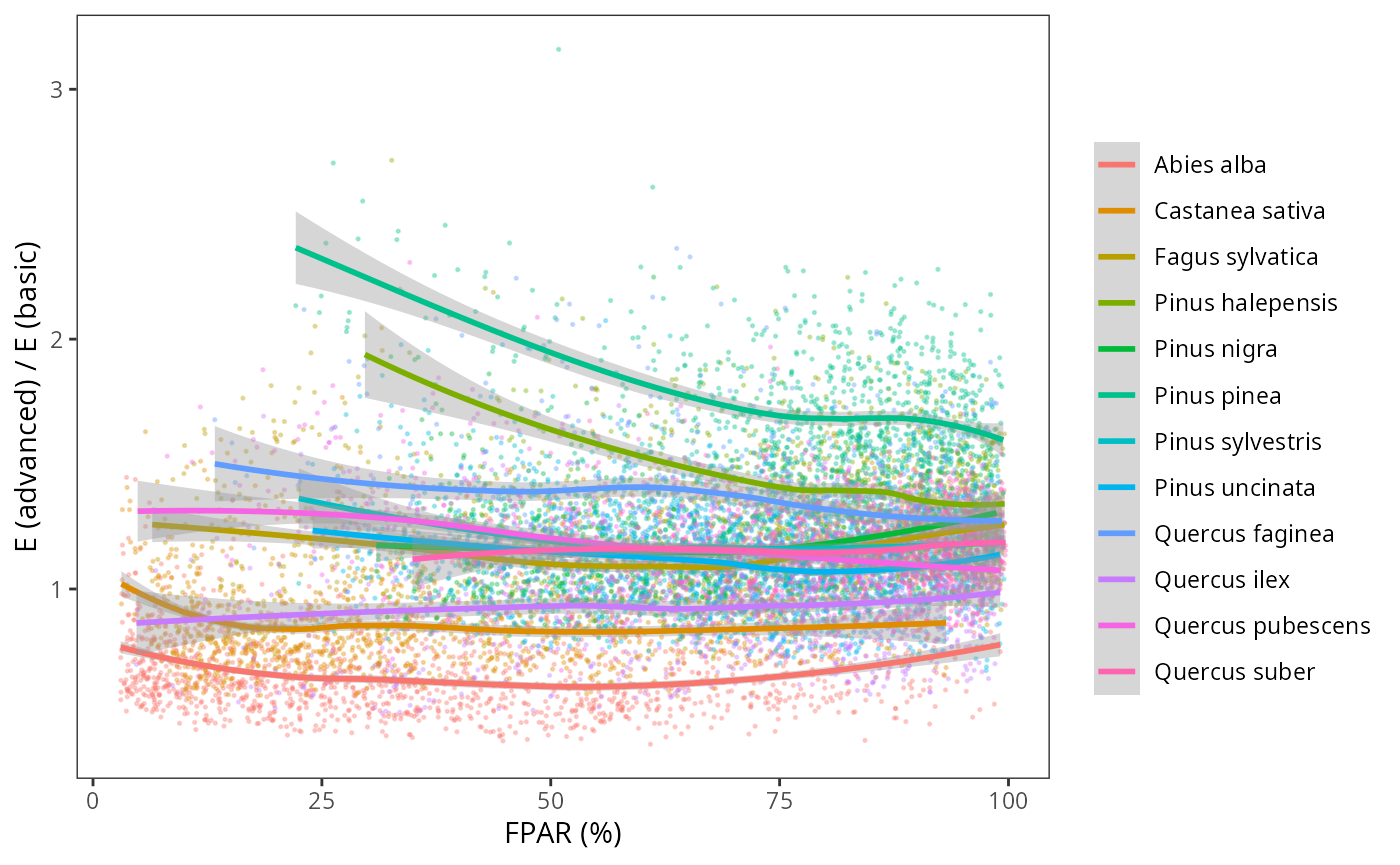 E (advanced) / E (basic)
3
2
1
0
25
50
75
100
FPAR (%)
Abies alba
Castanea sativa
Fagus sylvatica
Pinus halepensis
Pinus nigra
Pinus pinea
Pinus sylvestris
Pinus uncinata
Quercus faginea
Quercus ilex
Quercus pubescens
Quercus suber